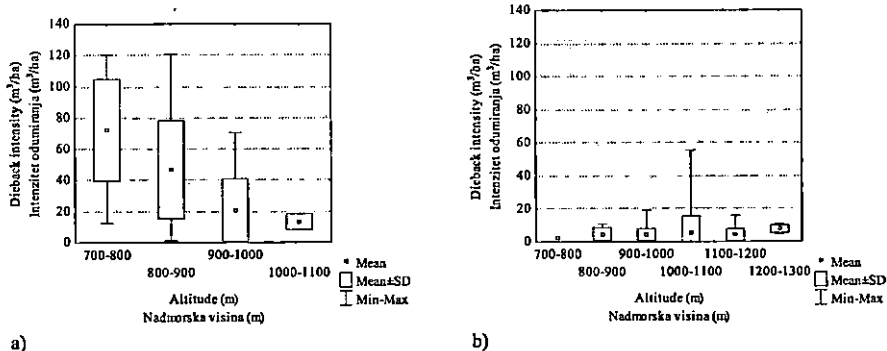 140
120
100
80
60
40
20
0
Dieback intensity (m³/ha)
Intenzitet odumiranja (m³/ha)
700-800
800-900
900-1000
1000-1100
Altitude (m)
Nadmorska visina (m)
Mean
Mean±SD
Min-Max
a)
140
120
100
80
60
40
20
0
Dieback intensity (m³/ha)
Intenzitet odumiranja (m³/ha)
700-800
800-900
900-1000
1000-1100
1100-1200
1200-1300
Altitude (m)
Nadmorska visina (m)
Mean
Mean±SD
Min-Max
b)